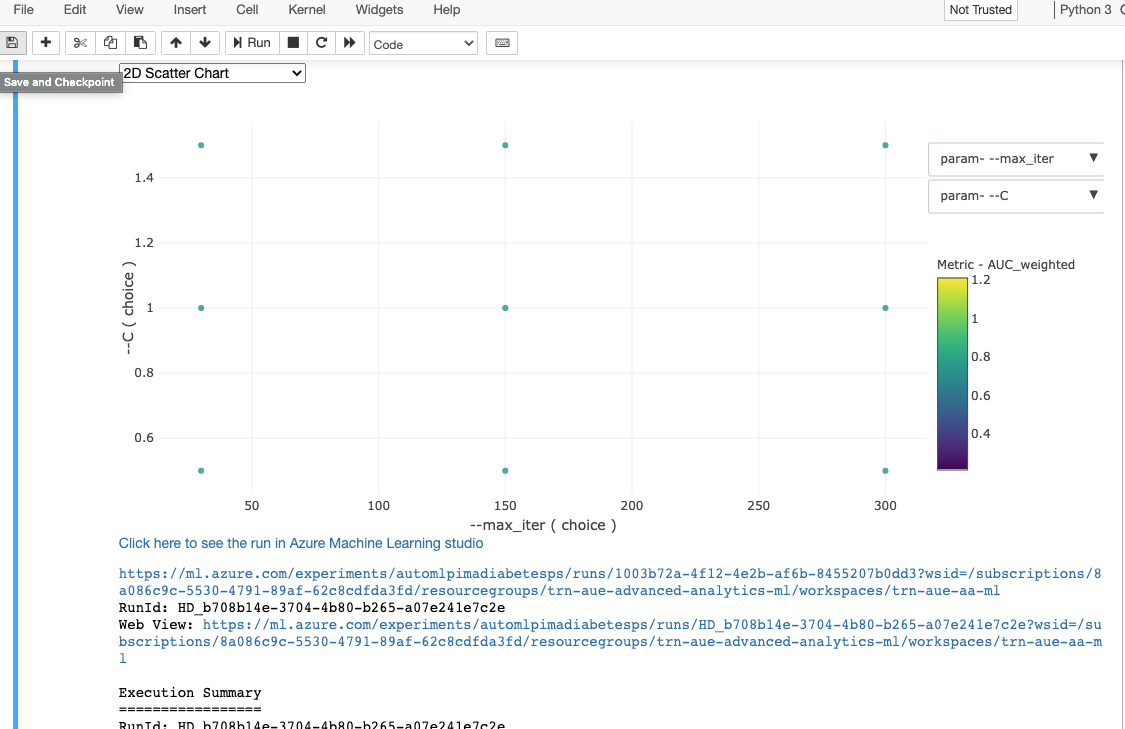 File Edit View Insert Cell Kernel Widgets Help Not Trusted Python 3
Run Code
Save and Checkpoint
2D Scatter Chart
param- --max_iter
param- --C
1.4
1.2
1
0.8
0.6
--C ( choice )
Metric - AUC_weighted
1.2
1
0.8
0.6
0.4
50 100 150 200 250 300
--max_iter ( choice )
Click here to see the run in Azure Machine Learning studio
https://ml.azure.com/experiments/automlpimadiabetesps/runs/1003b72a-4f12-4e2b-af6b-8455207b0dd3?wsid=/subscriptions/8
a086c9c-5530-4791-89af-62c8cdfda3fd/resourcegroups/trn-aue-advanced-analytics-ml/workspaces/trn-aue-aa-ml
RunId: HD_b708b14e-3704-4b80-b265-a07e241e7c2e
Web View: https://ml.azure.com/experiments/automlpimadiabetesps/runs/HD_b708b14e-3704-4b80-b265-a07e241e7c2e?wsid=/su
bscriptions/8a086c9c-5530-4791-89af-62c8cdfda3fd/resourcegroups/trn-aue-advanced-analytics-ml/workspaces/trn-aue-aa-m
l
Execution Summary
=================
RunId: HD_b708b14e-3704-4b80-b265-a07e241e7c2e